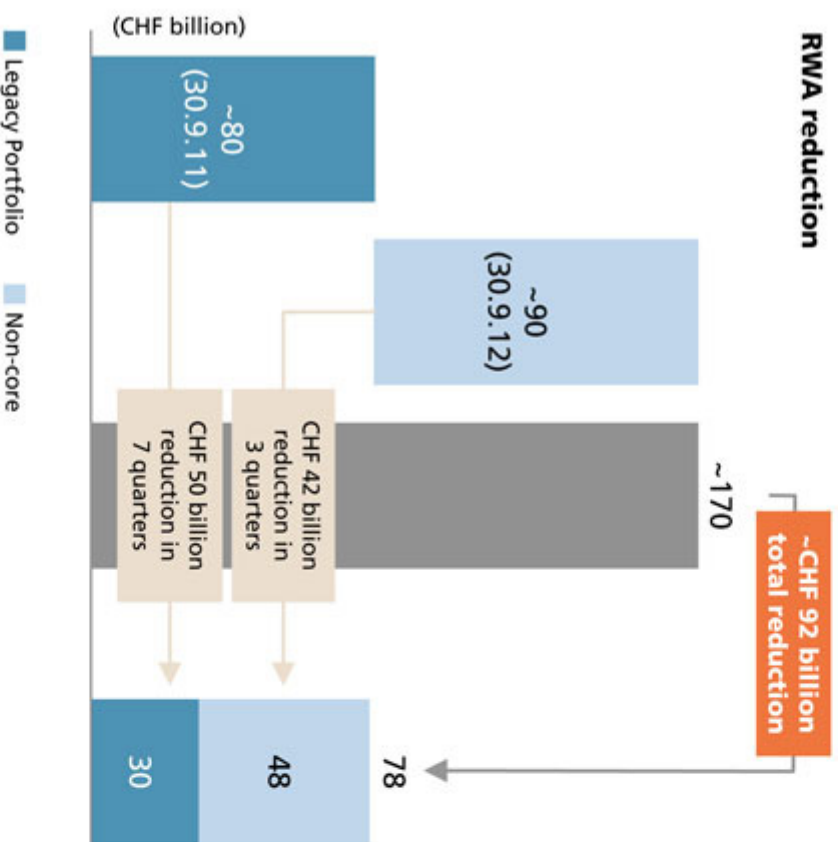 RWA reduction
(CHF billion)
~80
(30.9.11)
~90
(30.9.12)
~170
CHF 42 billion
reduction in
3 quarters
CHF 50 billion
reduction in
7 quarters
~CHF 92 billion
total reduction
78
48
30
Legacy Portfolio
Non-core